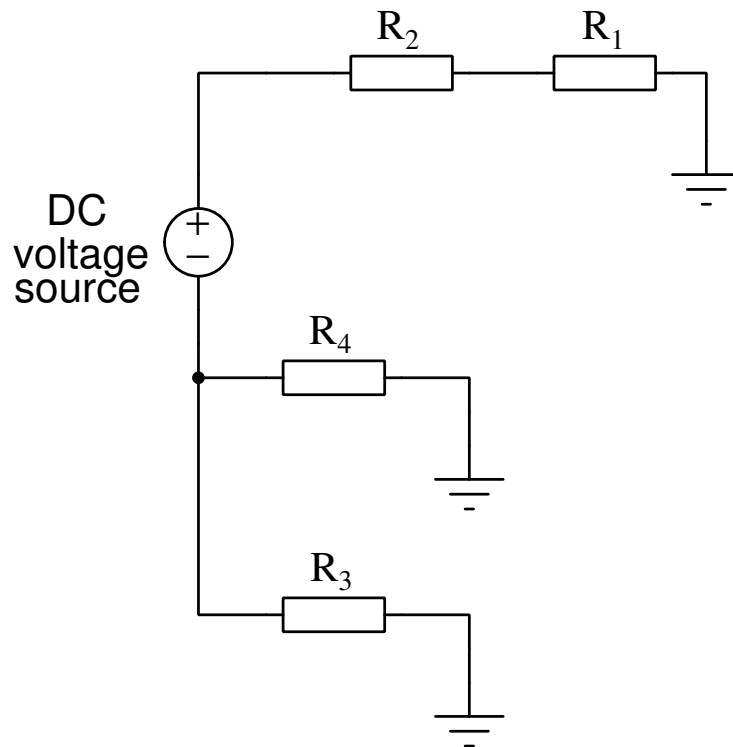 R₂
R₁
+
DC
voltage
−
source
R₄
R₃